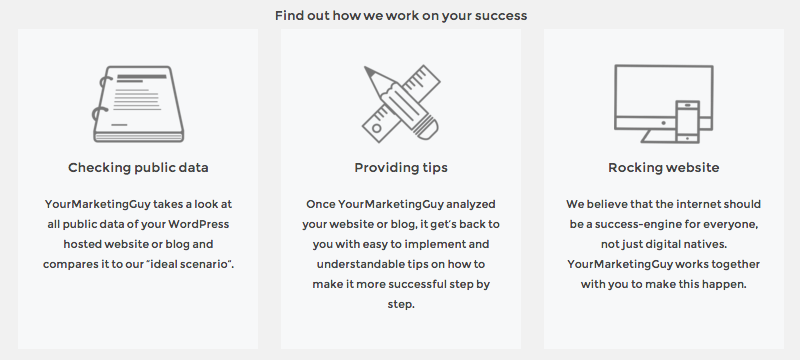 Find out how we work on your success
Checking public data
YourMarketingGuy takes a look at
all public data of your WordPress
hosted website or blog and
compares it to our "ideal scenario".
Providing tips
Once YourMarketingGuy analyzed
your website or blog, it get's back to
you with easy to implement and
understandable tips on how to
make it more successful step by
step.
Rocking website
We believe that the internet should
be a success-engine for everyone,
not just digital natives.
YourMarketingGuy works together
with you to make this happen.